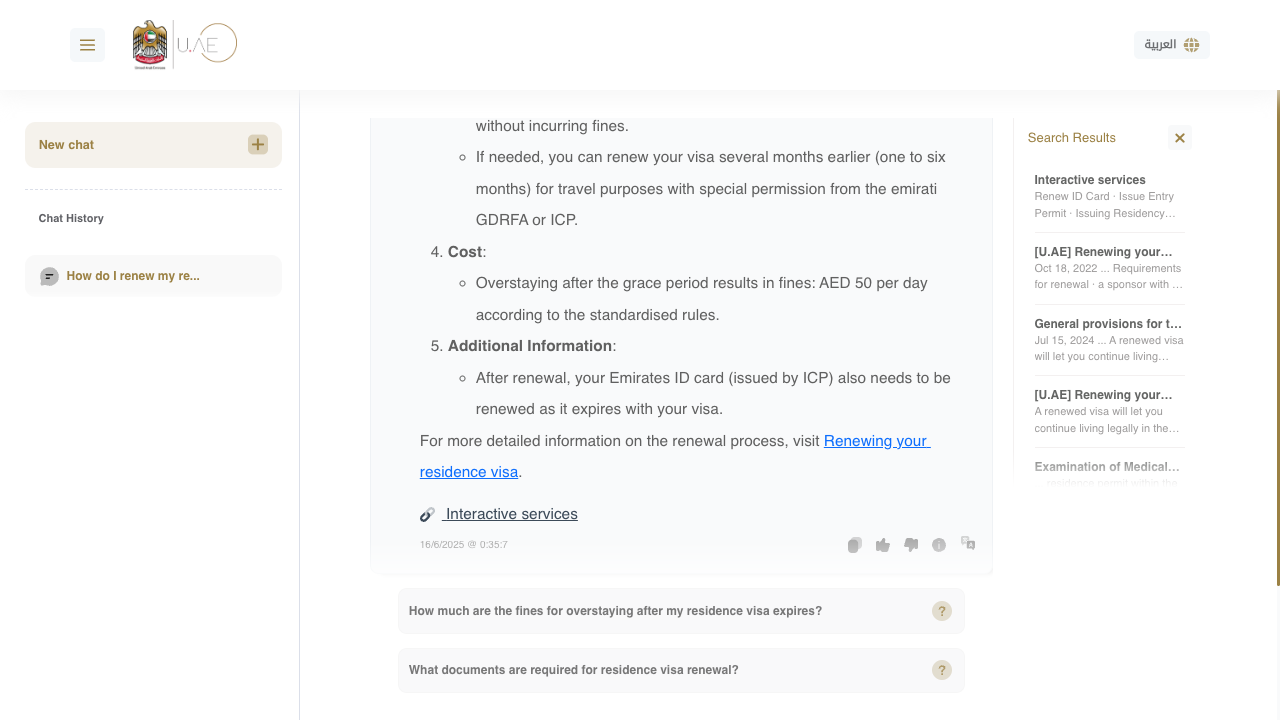 U.AE
العربية
New chat
Chat History
How do I renew my re...
without incurring fines.
If needed, you can renew your visa several months earlier (one to six
months) for travel purposes with special permission from the emirati
GDRFA or ICP.
4. Cost:
Overstaying after the grace period results in fines: AED 50 per day
according to the standardised rules.
5. Additional Information:
After renewal, your Emirates ID card (issued by ICP) also needs to be
renewed as it expires with your visa.
For more detailed information on the renewal process, visit Renewing your
residence visa.
Interactive services
16/6/2025 @ 0:35:7
How much are the fines for overstaying after my residence visa expires?
?
What documents are required for residence visa renewal?
?
Search Results
Interactive services
Renew ID Card · Issue Entry
Permit · Issuing Residency…
[U.AE] Renewing your…
Oct 18, 2022 ... Requirements
for renewal · a sponsor with …
General provisions for t…
Jul 15, 2024 ... A renewed visa
will let you continue living…
[U.AE] Renewing your…
A renewed visa will let you
continue living legally in the…
Examination of Medical…
... residence permit within the